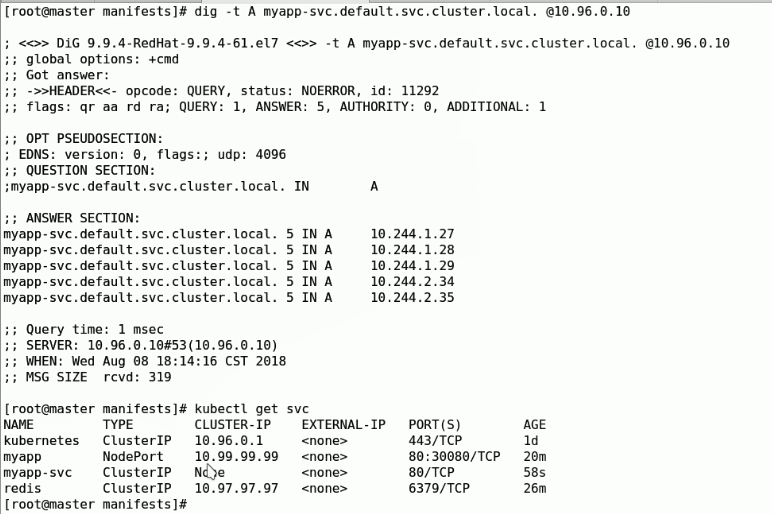 [root@master manifests]# dig -t A myapp-svc.default.svc.cluster.local. @10.96.0.10
; <<>> DiG 9.9.4-RedHat-9.9.4-61.el7 <<>> -t A myapp-svc.default.svc.cluster.local. @10.96.0.10
;; global options: +cmd
;; Got answer:
;; ->>HEADER<<- opcode: QUERY, status: NOERROR, id: 11292
;; flags: qr aa rd ra; QUERY: 1, ANSWER: 5, AUTHORITY: 0, ADDITIONAL: 1
;; OPT PSEUDOSECTION:
; EDNS: version: 0, flags:; udp: 4096
;; QUESTION SECTION:
;myapp-svc.default.svc.cluster.local. IN A
;; ANSWER SECTION:
myapp-svc.default.svc.cluster.local. 5 IN A 10.244.1.27
myapp-svc.default.svc.cluster.local. 5 IN A 10.244.1.28
myapp-svc.default.svc.cluster.local. 5 IN A 10.244.1.29
myapp-svc.default.svc.cluster.local. 5 IN A 10.244.2.34
myapp-svc.default.svc.cluster.local. 5 IN A 10.244.2.35
;; Query time: 1 msec
;; SERVER: 10.96.0.10#53(10.96.0.10)
;; WHEN: Wed Aug 08 18:14:16 CST 2018
;; MSG SIZE rcvd: 319
[root@master manifests]# kubectl get svc
NAME TYPE CLUSTER-IP EXTERNAL-IP PORT(S) AGE
kubernetes ClusterIP 10.96.0.1 <none> 443/TCP 1d
myapp NodePort 10.99.99.99 <none> 80:30080/TCP 20m
myapp-svc ClusterIP None <none> 80/TCP 58s
redis ClusterIP 10.97.97.97 <none> 6379/TCP 26m
[root@master manifests]#